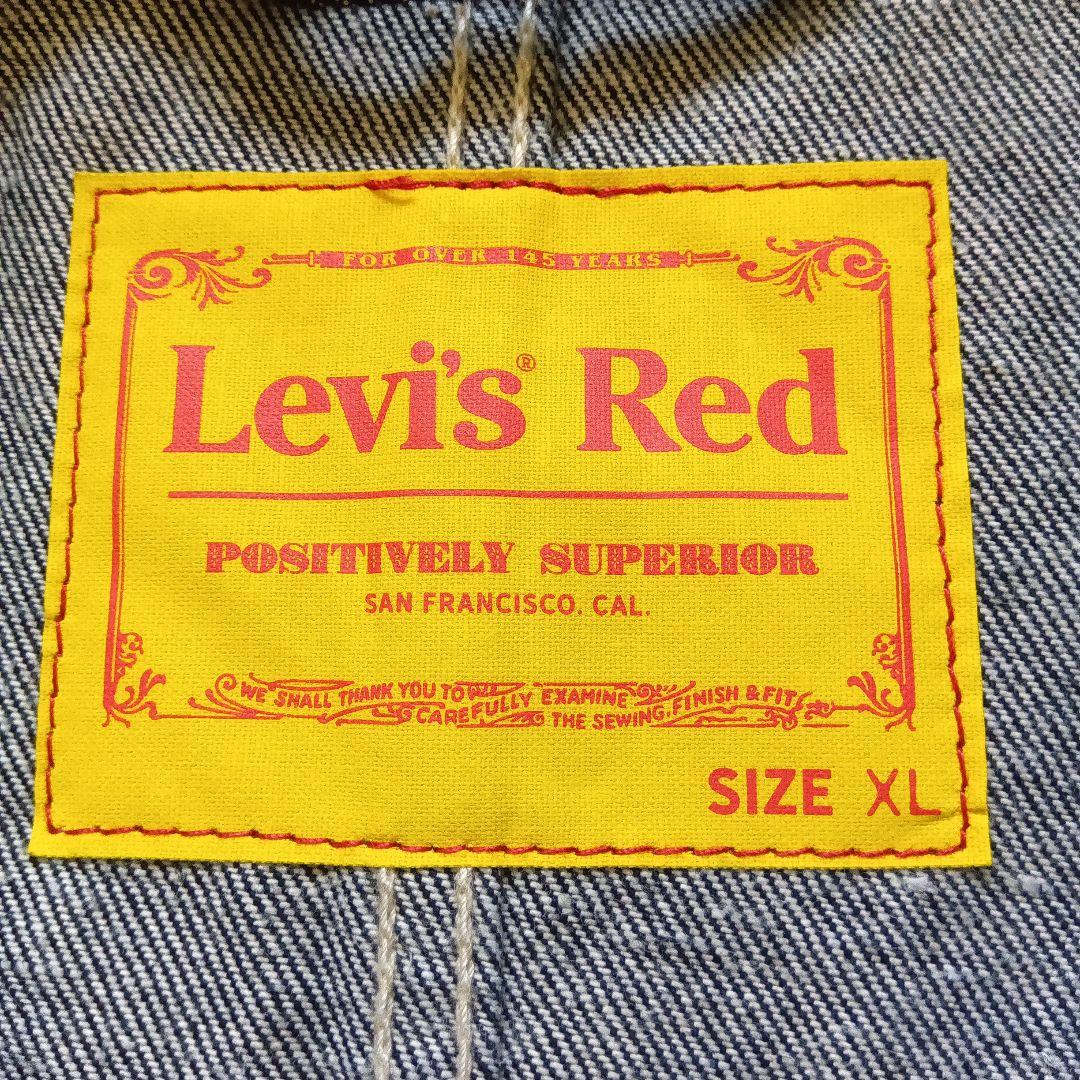 FOR OVER 145 YEARS
Levi's® Red
POSITIVELY SUPERIOR
SAN FRANCISCO, CAL.
WE SHALL THANK YOU TO CAREFULLY EXAMINE THE SEWING, FINISH & FIT
SIZE XL